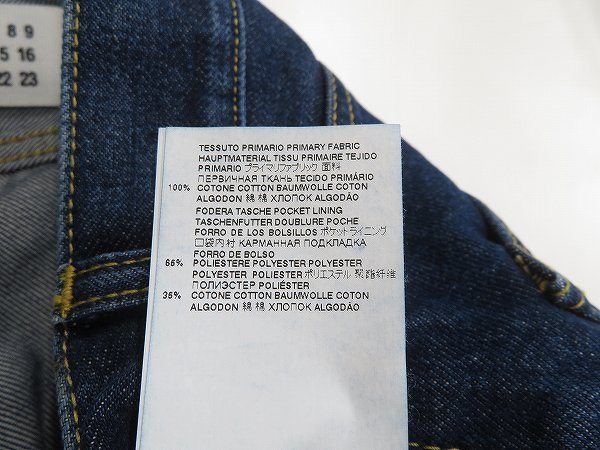 8 9
5 16
22 23
TESSUTO PRIMARIO PRIMARY FABRIC
HAUPTMATERIAL TISSU PRIMAIRE TEJIDO
PRIMARIO プライマリファブリック 面料
ПЕРВИЧНАЯ ТКАНЬ TECIDO PRIMÁRIO
100% COTONE COTTON BAUMWOLLE COTON
ALGODON 綿 棉 ХЛОПОК ALGODÃO
FODERA TASCHE POCKET LINING
TASCHENFUTTER DOUBLURE POCHE
FORRO DE LOS BOLSILLOS ポケットライニング
口袋内衬 КАРМАННАЯ ПОДКЛАДКА
FORRO DE BOLSO
65% POLIESTERE POLYESTER POLYESTER
POLYESTER POLIESTER ポリエステル 聚酯纤维
ПОЛИЭСТЕР POLIÉSTER
35% COTONE COTTON BAUMWOLLE COTON
ALGODON 綿 棉 ХЛОПОК ALGODÃO